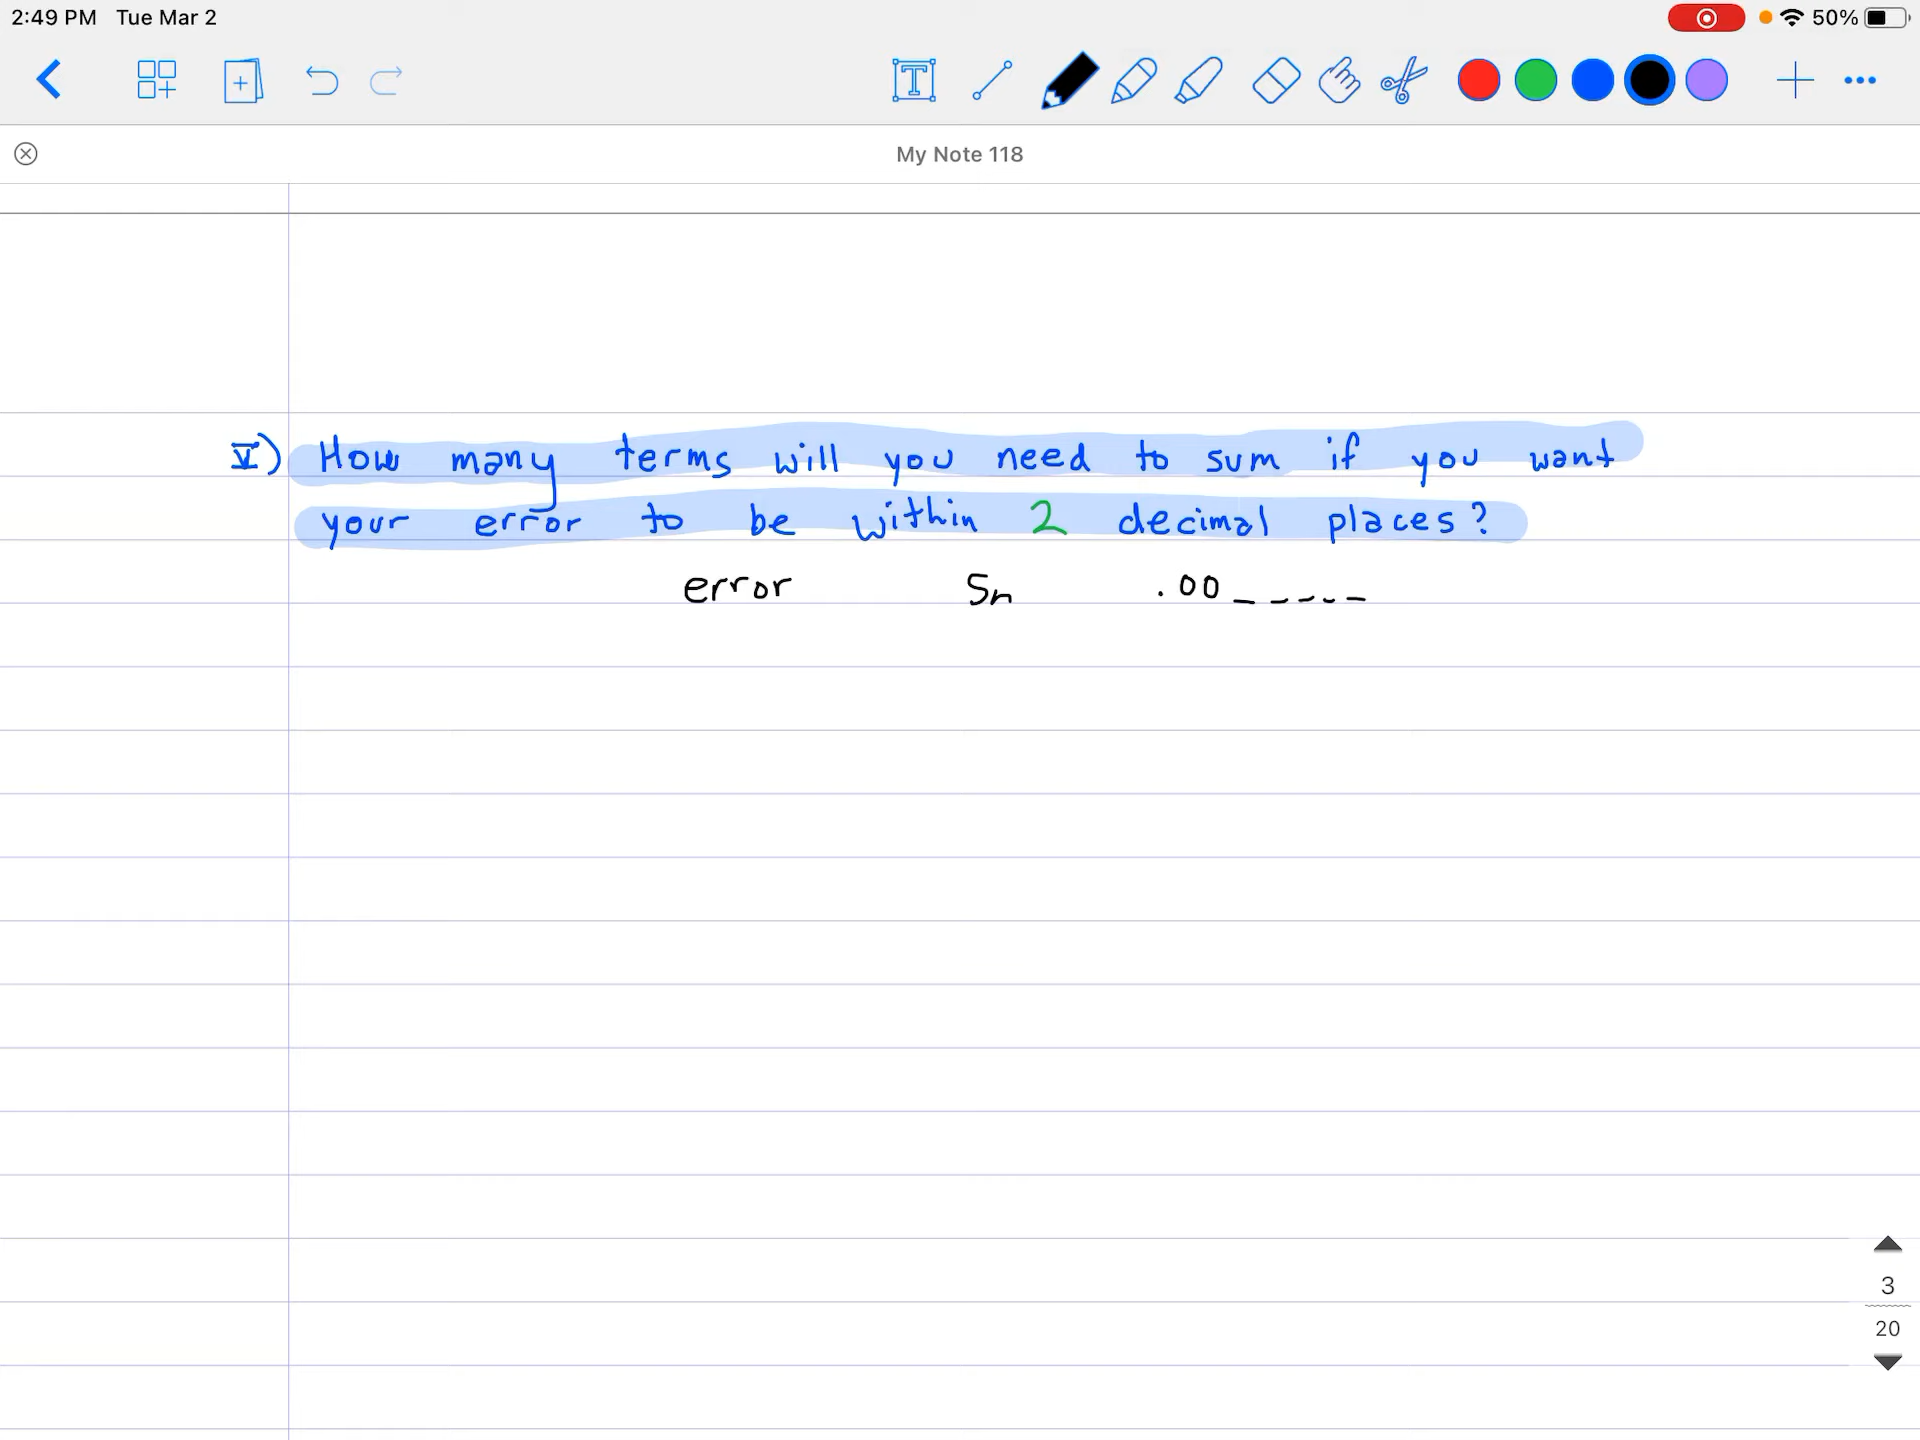 2:49 PM Tue Mar 2
50%
T
My Note 118
V) How many terms will you need to sum if you want
your error to be within 2 decimal places?
error Sn .00_ _ _ _ _
3
20